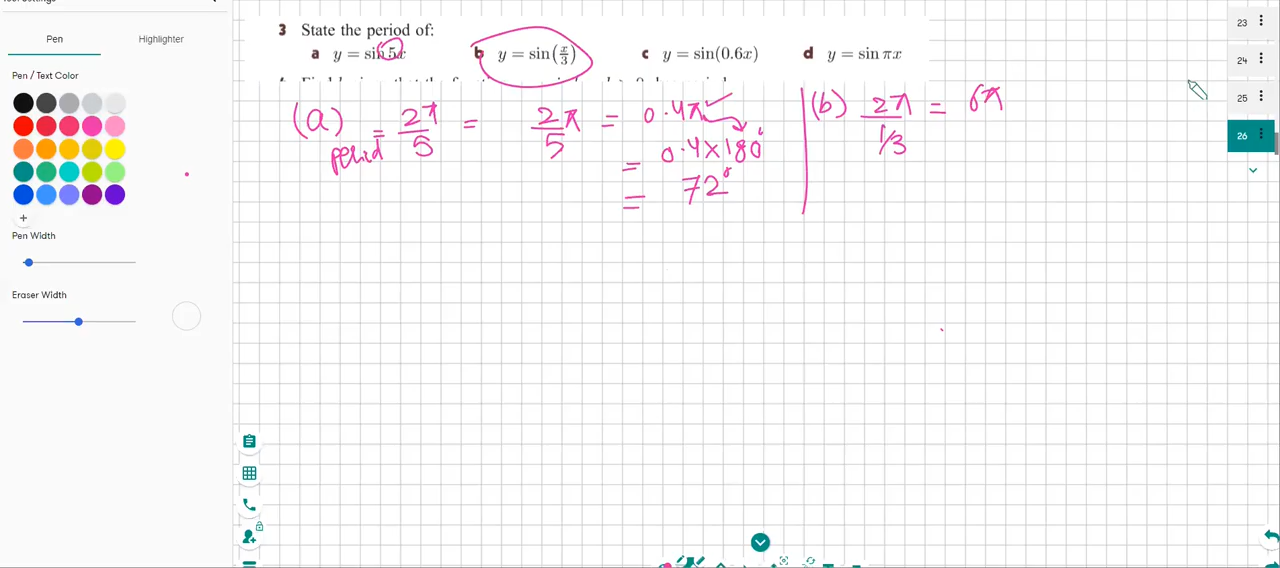 Pen
Highlighter
Pen / Text Color
+
Pen Width
Eraser Width
3 State the period of:
a y = sin 5x b y = sin(x/3) c y = sin(0.6x) d y = sin πx
(a) period = 2π/5 = 2/5 π = 0.4π ✓
= 0.4 × 180°
= 72°
(b) 2π/(1/3) = 6π
23
24
25
26